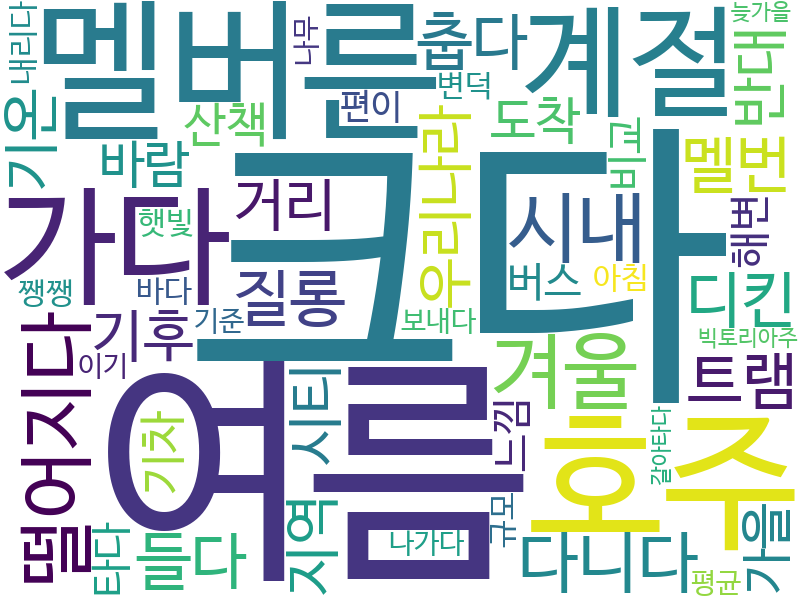 내리다
멜버른
나무
춥다
계절
늦가을
기온
산책
편이
변덕
도착
반대
바람
우리나라
비교
멜번
가다
햇빛
거리
크다
시내
해변
쨍쨍
바다
질롱
버스
아침
디킨
떨어지다
기후
기준
보내다
빅토리아주
이기
여름
겨울
트램
기차
시티
느낌
호주
갈아타다
타다
듣다
지역
나가다
규모
다니다
평균
가을